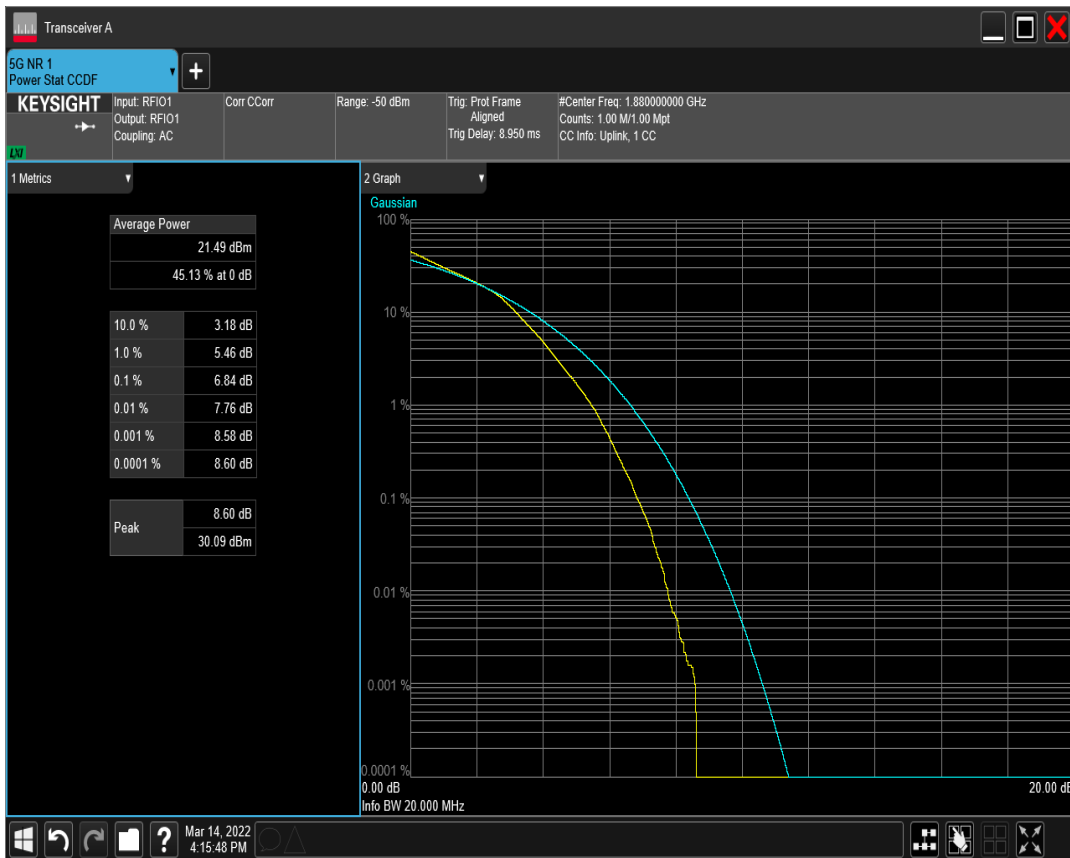 Transceiver A
5G NR 1
Power Stat CCDF
KEYSIGHT
LXI
Input: RFIO1
Output: RFIO1
Coupling: AC
Corr CCorr
Range: -50 dBm
Trig: Prot Frame
Aligned
Trig Delay: 8.950 ms
#Center Freq: 1.880000000 GHz
Counts: 1.00 M/1.00 Mpt
CC Info: Uplink, 1 CC
1 Metrics
Average Power
21.49 dBm
45.13 % at 0 dB
10.0 % 3.18 dB
1.0 % 5.46 dB
0.1 % 6.84 dB
0.01 % 7.76 dB
0.001 % 8.58 dB
0.0001 % 8.60 dB
Peak
8.60 dB
30.09 dBm
2 Graph
Gaussian
100 %
10 %
1 %
0.1 %
0.01 %
0.001 %
0.0001 %
0.00 dB 20.00 dB
Info BW 20.000 MHz
?
Mar 14, 2022
4:15:48 PM